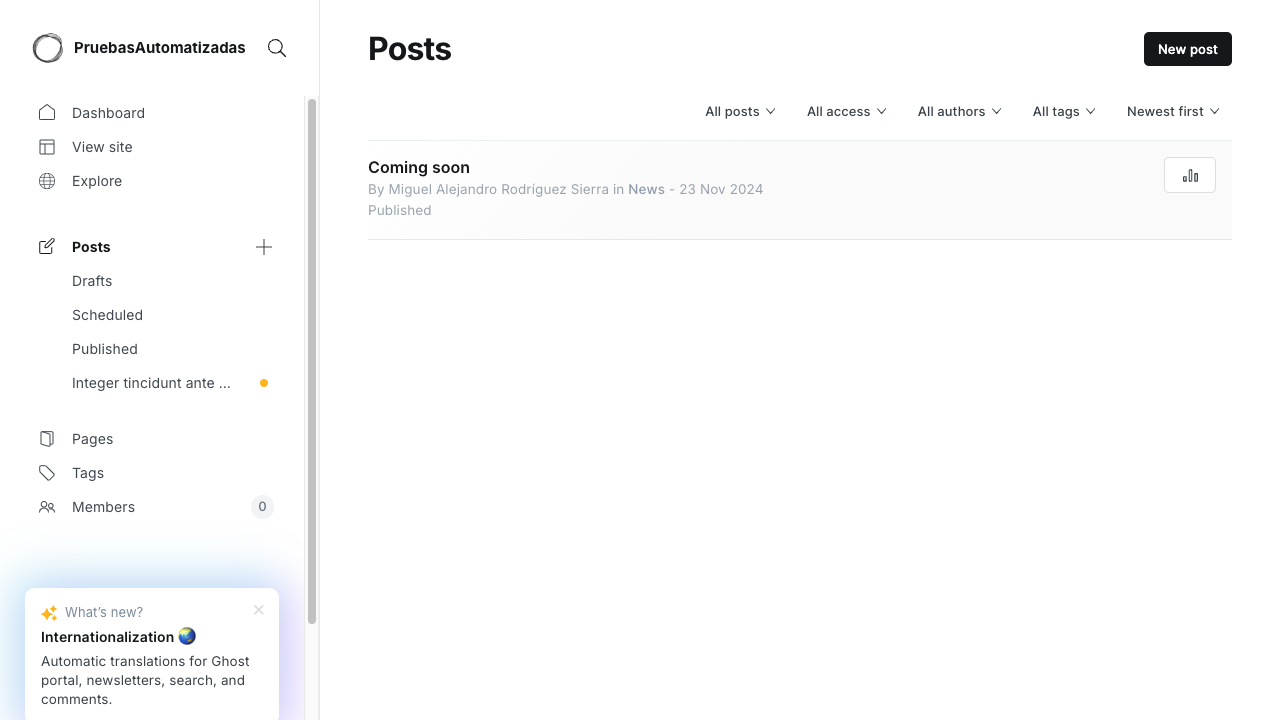 PruebasAutomatizadas
Dashboard
View site
Explore
Posts
Drafts
Scheduled
Published
Integer tincidunt ante ...
Pages
Tags
Members 0
What's new?
Internationalization 🌏
Automatic translations for Ghost
portal, newsletters, search, and
comments.
Posts
New post
All posts All access All authors All tags Newest first
Coming soon
By Miguel Alejandro Rodríguez Sierra in News - 23 Nov 2024
Published